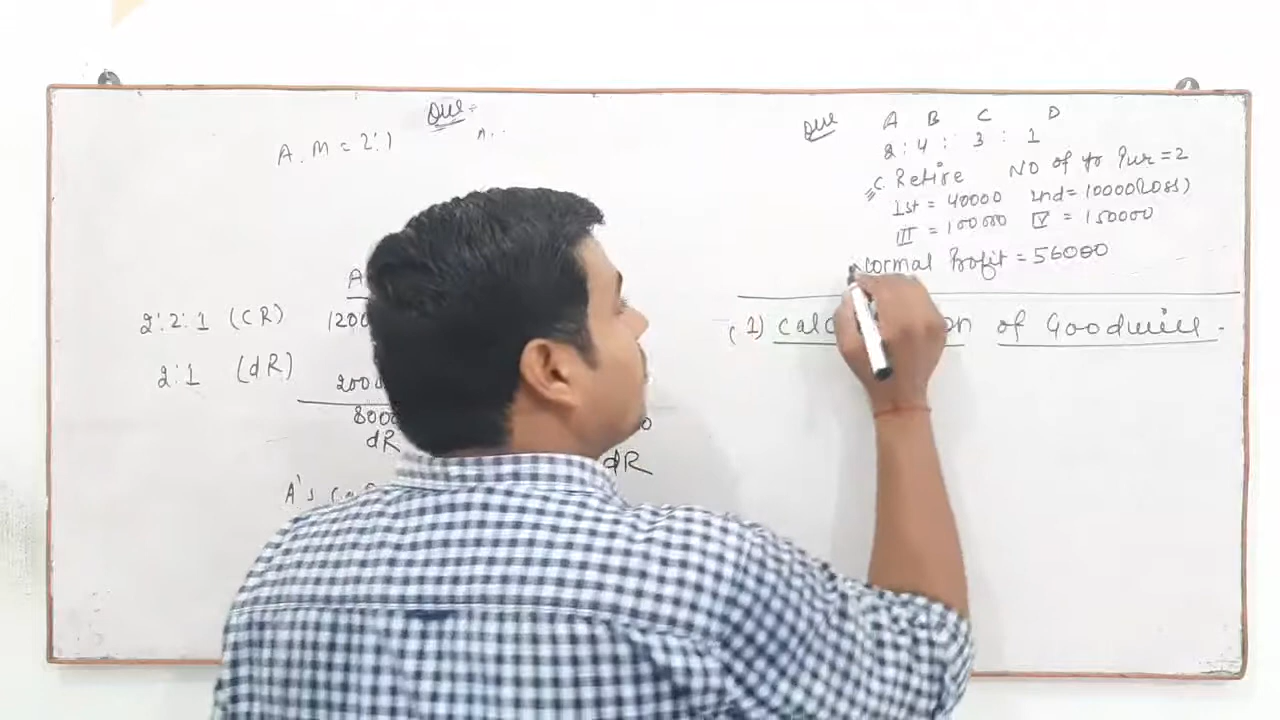 Que :-
A..
A. M = 2:1
A
2:2:1 (CR) 1200
2:1 (dR) 2000
8000
dR
dR
A's
Que A B C D
2 : 4 : 3 : 1
C. Retire NO of yr Pur = 2
1st = 40000 2nd = 10000 (Loss)
III = 100000 IV = 150000
Normal Profit = 56000
(1) of Goodwill.